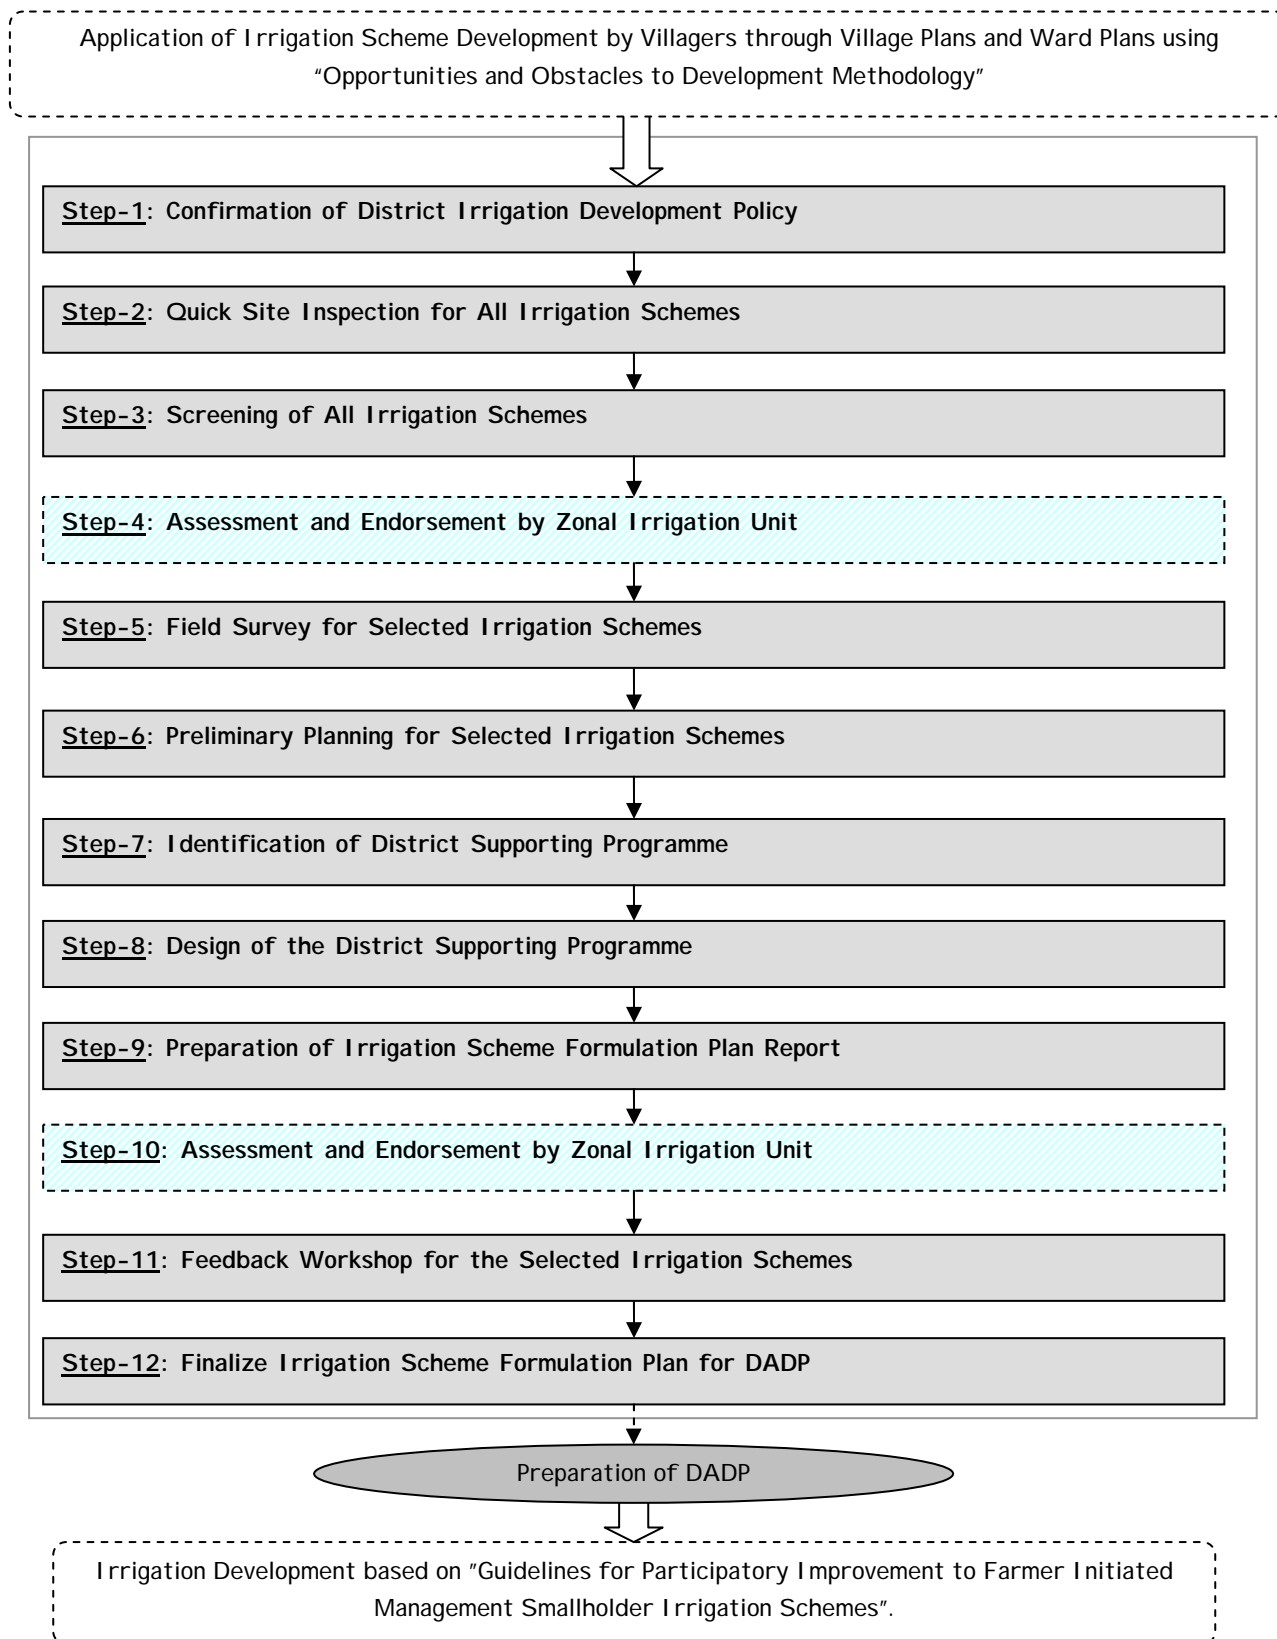 Application of Irrigation Scheme Development by Villagers through Village Plans and Ward Plans using
“Opportunities and Obstacles to Development Methodology”
Step-1: Confirmation of District Irrigation Development Policy
Step-2: Quick Site Inspection for All Irrigation Schemes
Step-3: Screening of All Irrigation Schemes
Step-4: Assessment and Endorsement by Zonal Irrigation Unit
Step-5: Field Survey for Selected Irrigation Schemes
Step-6: Preliminary Planning for Selected Irrigation Schemes
Step-7: Identification of District Supporting Programme
Step-8: Design of the District Supporting Programme
Step-9: Preparation of Irrigation Scheme Formulation Plan Report
Step-10: Assessment and Endorsement by Zonal Irrigation Unit
Step-11: Feedback Workshop for the Selected Irrigation Schemes
Step-12: Finalize Irrigation Scheme Formulation Plan for DADP
Preparation of DADP
Irrigation Development based on ”Guidelines for Participatory Improvement to Farmer Initiated
Management Smallholder Irrigation Schemes”.